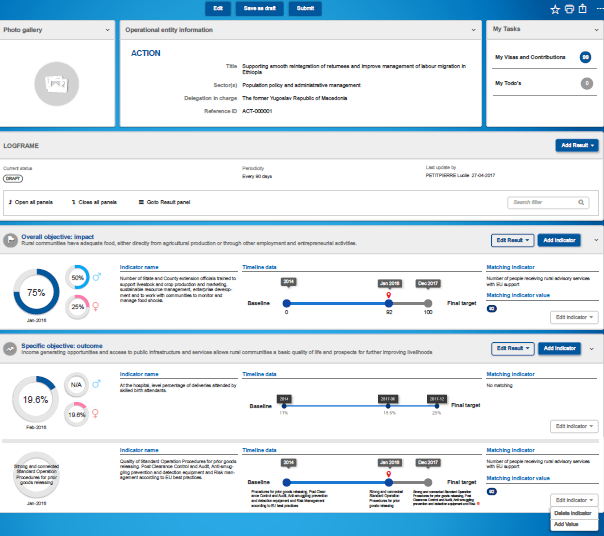 Edit
Save as draft
Submit
Photo gallery
Operational entity information
ACTION
Title Supporting smooth reintegration of returnees and improve management of labour migration in
Ethiopia
Sector(s) Population policy and administrative management
Delegation in charge The former Yugoslav Republic of Macedonia
Reference ID ACT-000001
My Tasks
My Visas and Contributions
My Todo's 0
LOGFRAME
Add Result
Current status
DRAFT
Periodicity
Every 90 days
Last update by
PETITPIERRE Lucile 27-04-2017
Open all panels
Close all panels
Goto Result panel
Search filter
Overall objective: Impact
Rural communities have adequate food, either directly from agricultural production or through other employment and entrepreneurial activities.
Edit Result
Add Indicator
75%
Jan-2016
50%
25%
Indicator name
Number of State and County extension officials trained to
support livestock and crop production and marketing,
sustainable resource management, enterprise develop-
ment and to work with communities to monitor and
manage food shocks.
Timeline data
2014
Jan 2016
Dec 2017
Baseline
Final target
0
92
100
Matching indicator
Number of people receiving rural advisory services
with EU support
Matching indicator value
92
Edit Indicator
Specific objective: outcome
Income generating opportunities and access to public infrastructure and services allows rural communities a basic quality of life and prospects for further improving livelihoods
Edit Result
Add Indicator
19.6%
Feb-2016
N/A
19.6%
Indicator name
At the hospital, level percentage of deliveries attended by
skilled birth attendants.
Timeline data
2014
2017-12
Baseline
Final target
11%
19,6%
25%
Matching indicator
No matching
Edit Indicator
Strong and connected
Standard Operation
Procedures for prior
goods releasing
Jan-2016
Indicator name
Quality of Standard Operation Procedures for prior goods
releasing, Post Clearance Control and Audit, Anti-smug-
gling prevention and detection equipment and Risk man-
agement according to EU best practices.
Timeline data
2014
Jan 2016
Dec 2017
Baseline
Final target
Procedures for prior goods releasing, Post Clear-
ance Control and Audit, Anti-smuggling prevention
and detection equipment and Risk Management
according to EU best practices
Strong and connected
Standard Operation
Procedures for prior
goods releasing
Strong and connected Standard Operation
Procedures for prior goods releasing, Post
Clearance Control and Audit, Anti-smuggling
prevention and detection equipment and Risk
Matching indicator
Number of people receiving rural advisory services
with EU support
Matching indicator value
92
Edit Indicator
Delete Indicator
Add Value